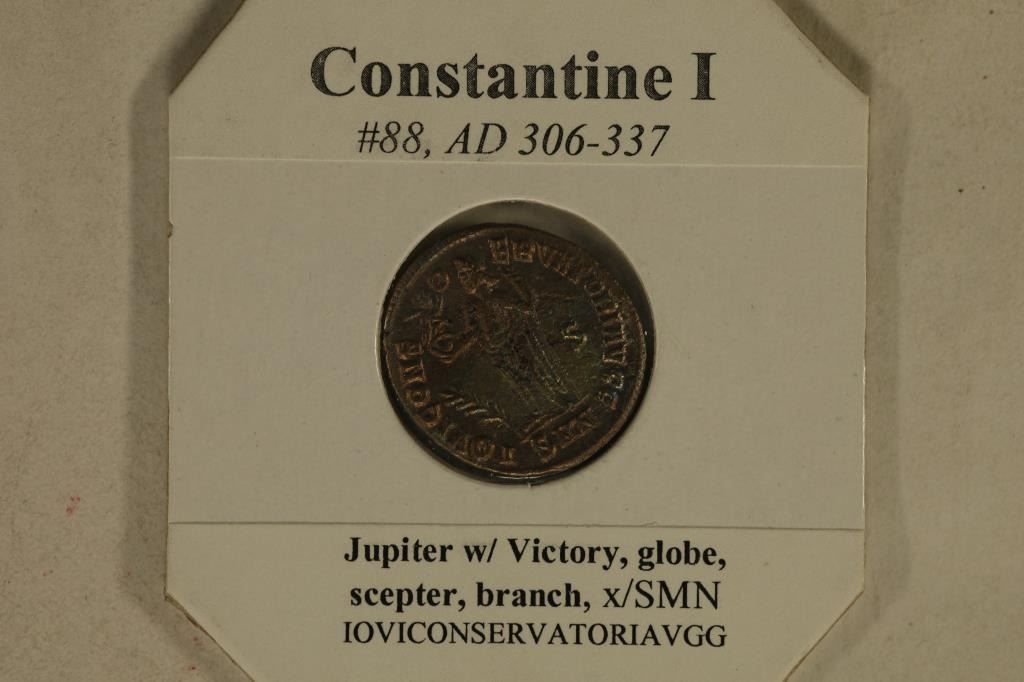 Constantine I
#88, AD 306-337
Jupiter w/ Victory, globe,
scepter, branch, x/SMN
IOVICONSERVATORIAVGG